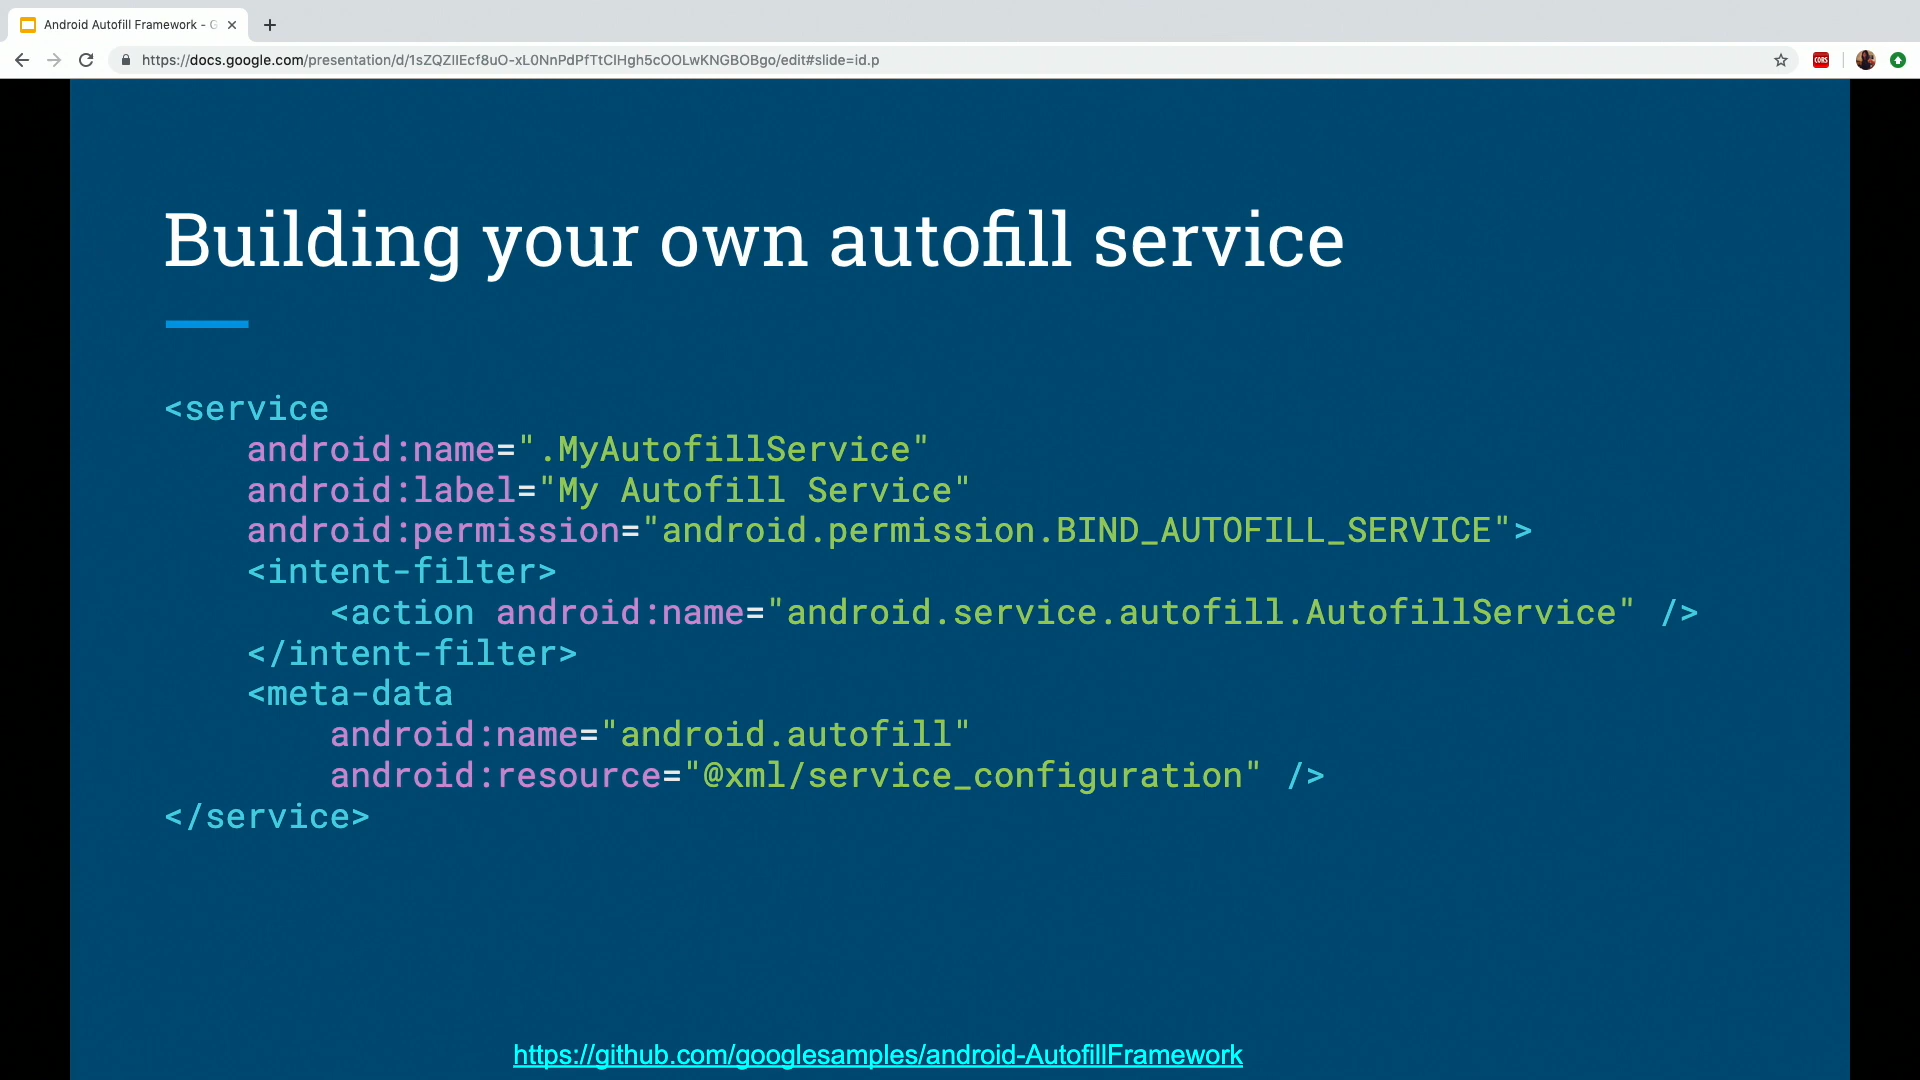 Android Autofill Framework - G
https://docs.google.com/presentation/d/1sZQZIIEcf8uO-xL0NnPdPfTtClHgh5cOOLwKNGBOBgo/edit#slide=id.p
CORS
Building your own autofill service
<service
android:name=".MyAutofillService"
android:label="My Autofill Service"
android:permission="android.permission.BIND_AUTOFILL_SERVICE">
<intent-filter>
<action android:name="android.service.autofill.AutofillService" />
</intent-filter>
<meta-data
android:name="android.autofill"
android:resource="@xml/service_configuration" />
</service>
https://github.com/googlesamples/android-AutofillFramework